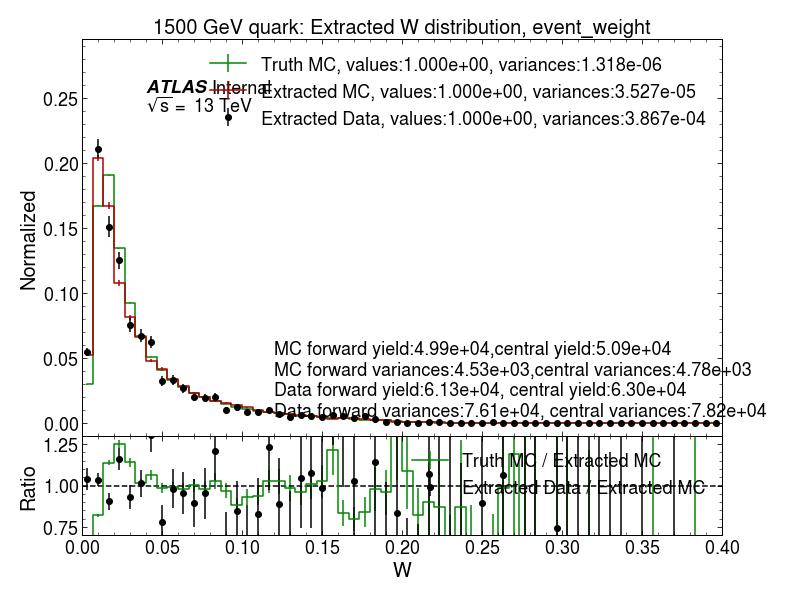 1500 GeV quark: Extracted W distribution, event_weight
Truth MC, values:1.000e+00, variances:1.318e-06
ATLAS Internal
Extracted MC, values:1.000e+00, variances:3.527e-05
√s = 13 TeV
Extracted Data, values:1.000e+00, variances:3.867e-04
Normalized
0.25
0.20
0.15
0.10
0.05
0.00
MC forward yield:4.99e+04,central yield:5.09e+04
MC forward variances:4.53e+03,central variances:4.78e+03
Data forward yield:6.13e+04, central yield:6.30e+04
Data forward variances:7.61e+04, central variances:7.82e+04
Ratio
1.25
1.00
0.75
Truth MC / Extracted MC
Extracted Data / Extracted MC
0.00 0.05 0.10 0.15 0.20 0.25 0.30 0.35 0.40
W